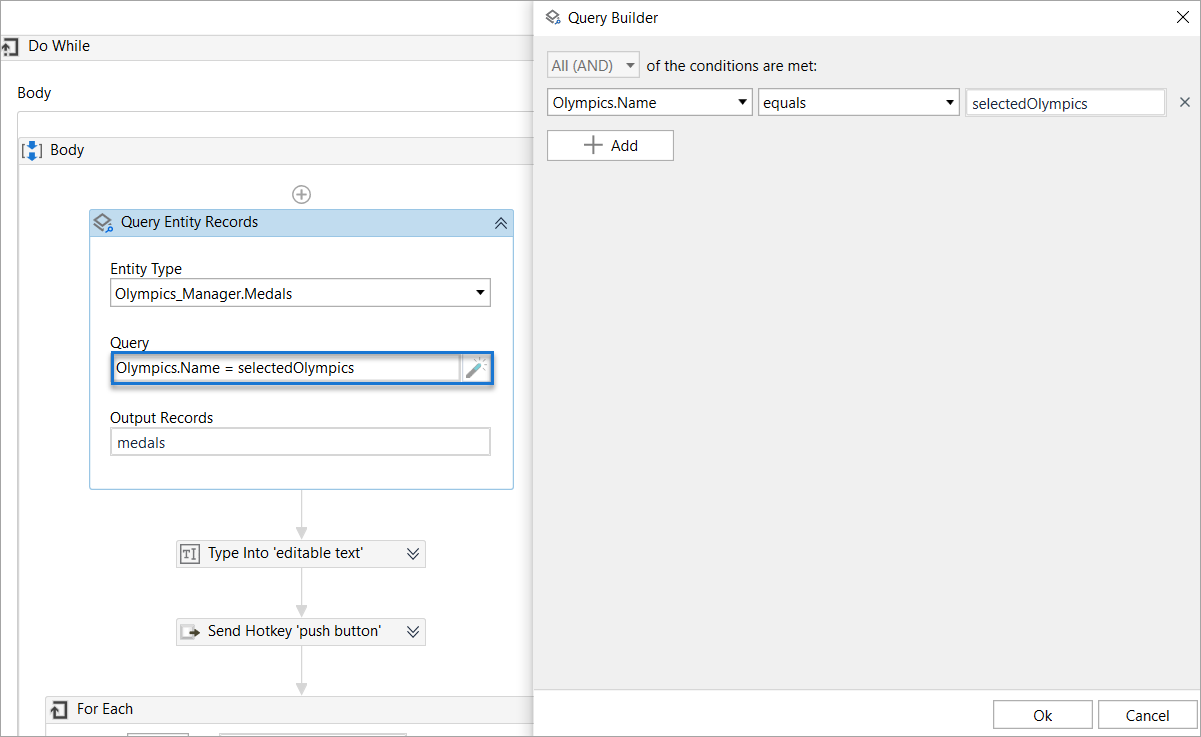 Do While
Body
Body
Query Entity Records
Entity Type
Olympics_Manager.Medals
Query
Olympics.Name = selectedOlympics
Output Records
medals
Type Into 'editable text'
Send Hotkey 'push button'
For Each
Query Builder
All (AND) of the conditions are met:
Olympics.Name equals selectedOlympics
Add
Ok Cancel